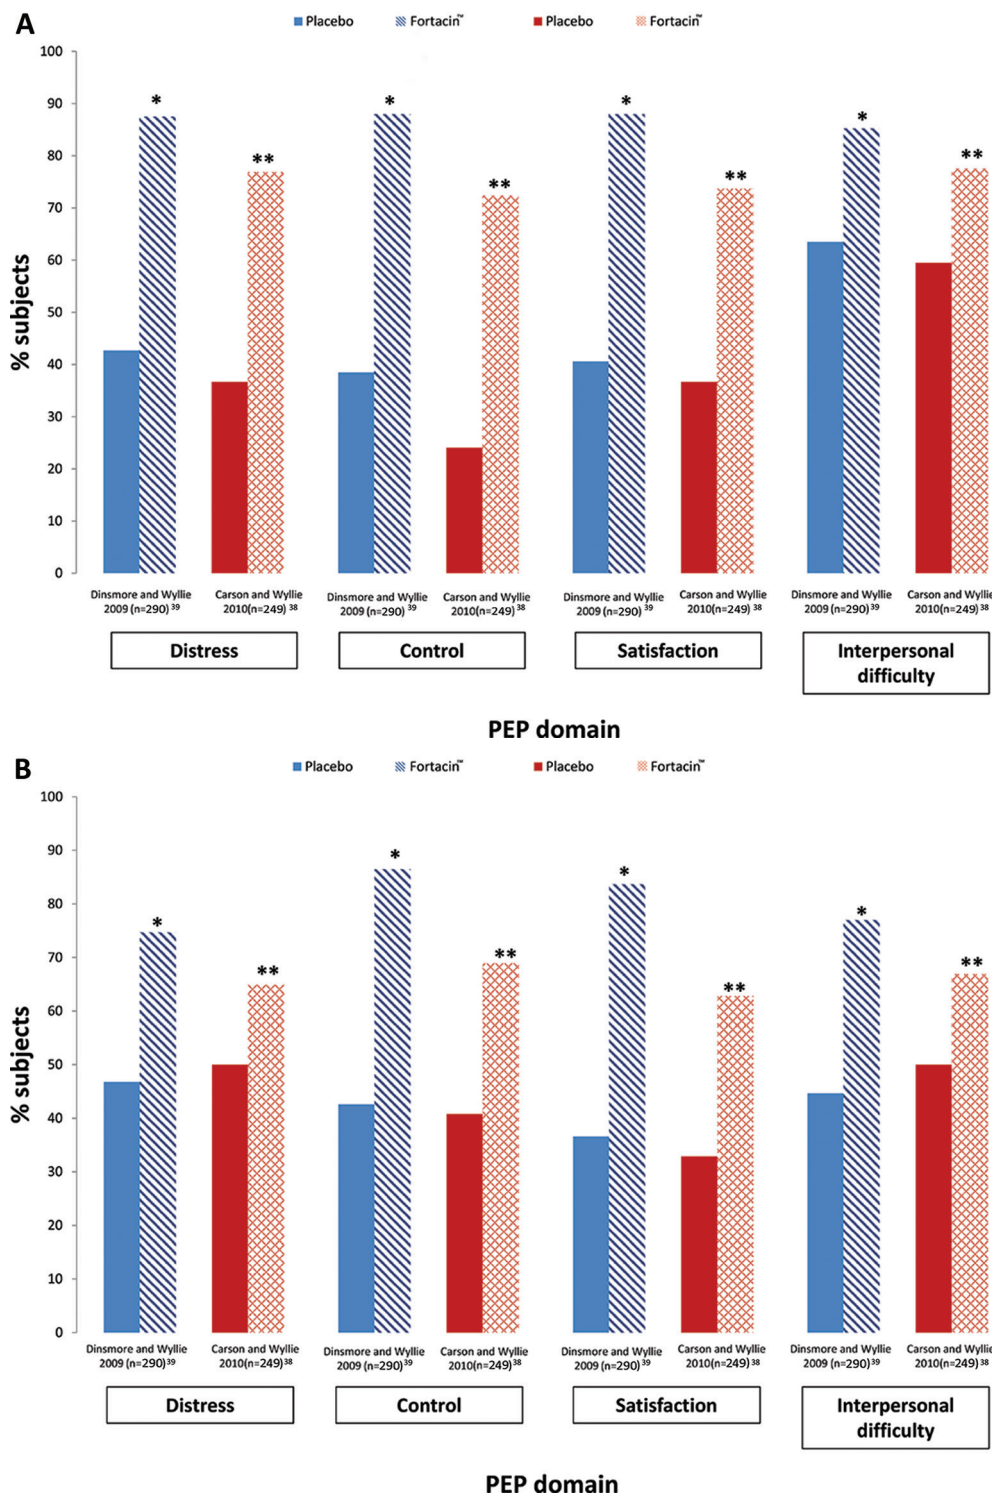 A
Placebo Fortacin™ Placebo Fortacin™
100
90
80
70
60
50
40
30
20
10
0
% subjects
* ** * ** * ** * **
Dinsmore and Wyllie Carson and Wyllie Dinsmore and Wyllie Carson and Wyllie Dinsmore and Wyllie Carson and Wyllie Dinsmore and Wyllie Carson and Wyllie
2009 (n=290)³⁹ 2010(n=249)³⁸ 2009 (n=290)³⁹ 2010(n=249)³⁸ 2009 (n=290)³⁹ 2010(n=249)³⁸ 2009 (n=290)³⁹ 2010(n=249)³⁸
Distress Control Satisfaction Interpersonal
difficulty
PEP domain
B
Placebo Fortacin™ Placebo Fortacin™
100
90
80
70
60
50
40
30
20
10
0
% subjects
* ** * ** * ** * **
Dinsmore and Wyllie Carson and Wyllie Dinsmore and Wyllie Carson and Wyllie Dinsmore and Wyllie Carson and Wyllie Dinsmore and Wyllie Carson and Wyllie
2009 (n=290)³⁹ 2010(n=249)³⁸ 2009 (n=290)³⁹ 2010(n=249)³⁸ 2009 (n=290)³⁹ 2010(n=249)³⁸ 2009 (n=290)³⁹ 2010(n=249)³⁸
Distress Control Satisfaction Interpersonal
difficulty
PEP domain